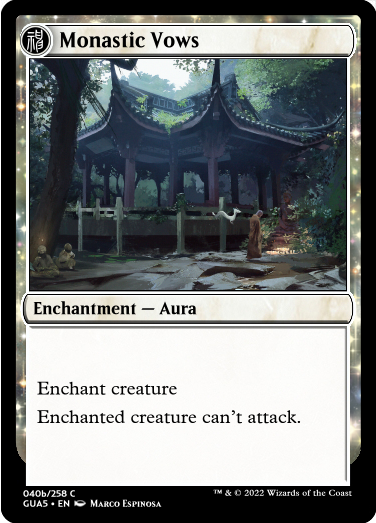 Monastic Vows
Enchantment — Aura
Enchant creature
Enchanted creature can't attack.
040b/258 C
GUA5 • EN Marco Espinosa
™ & © 2022 Wizards of the Coast